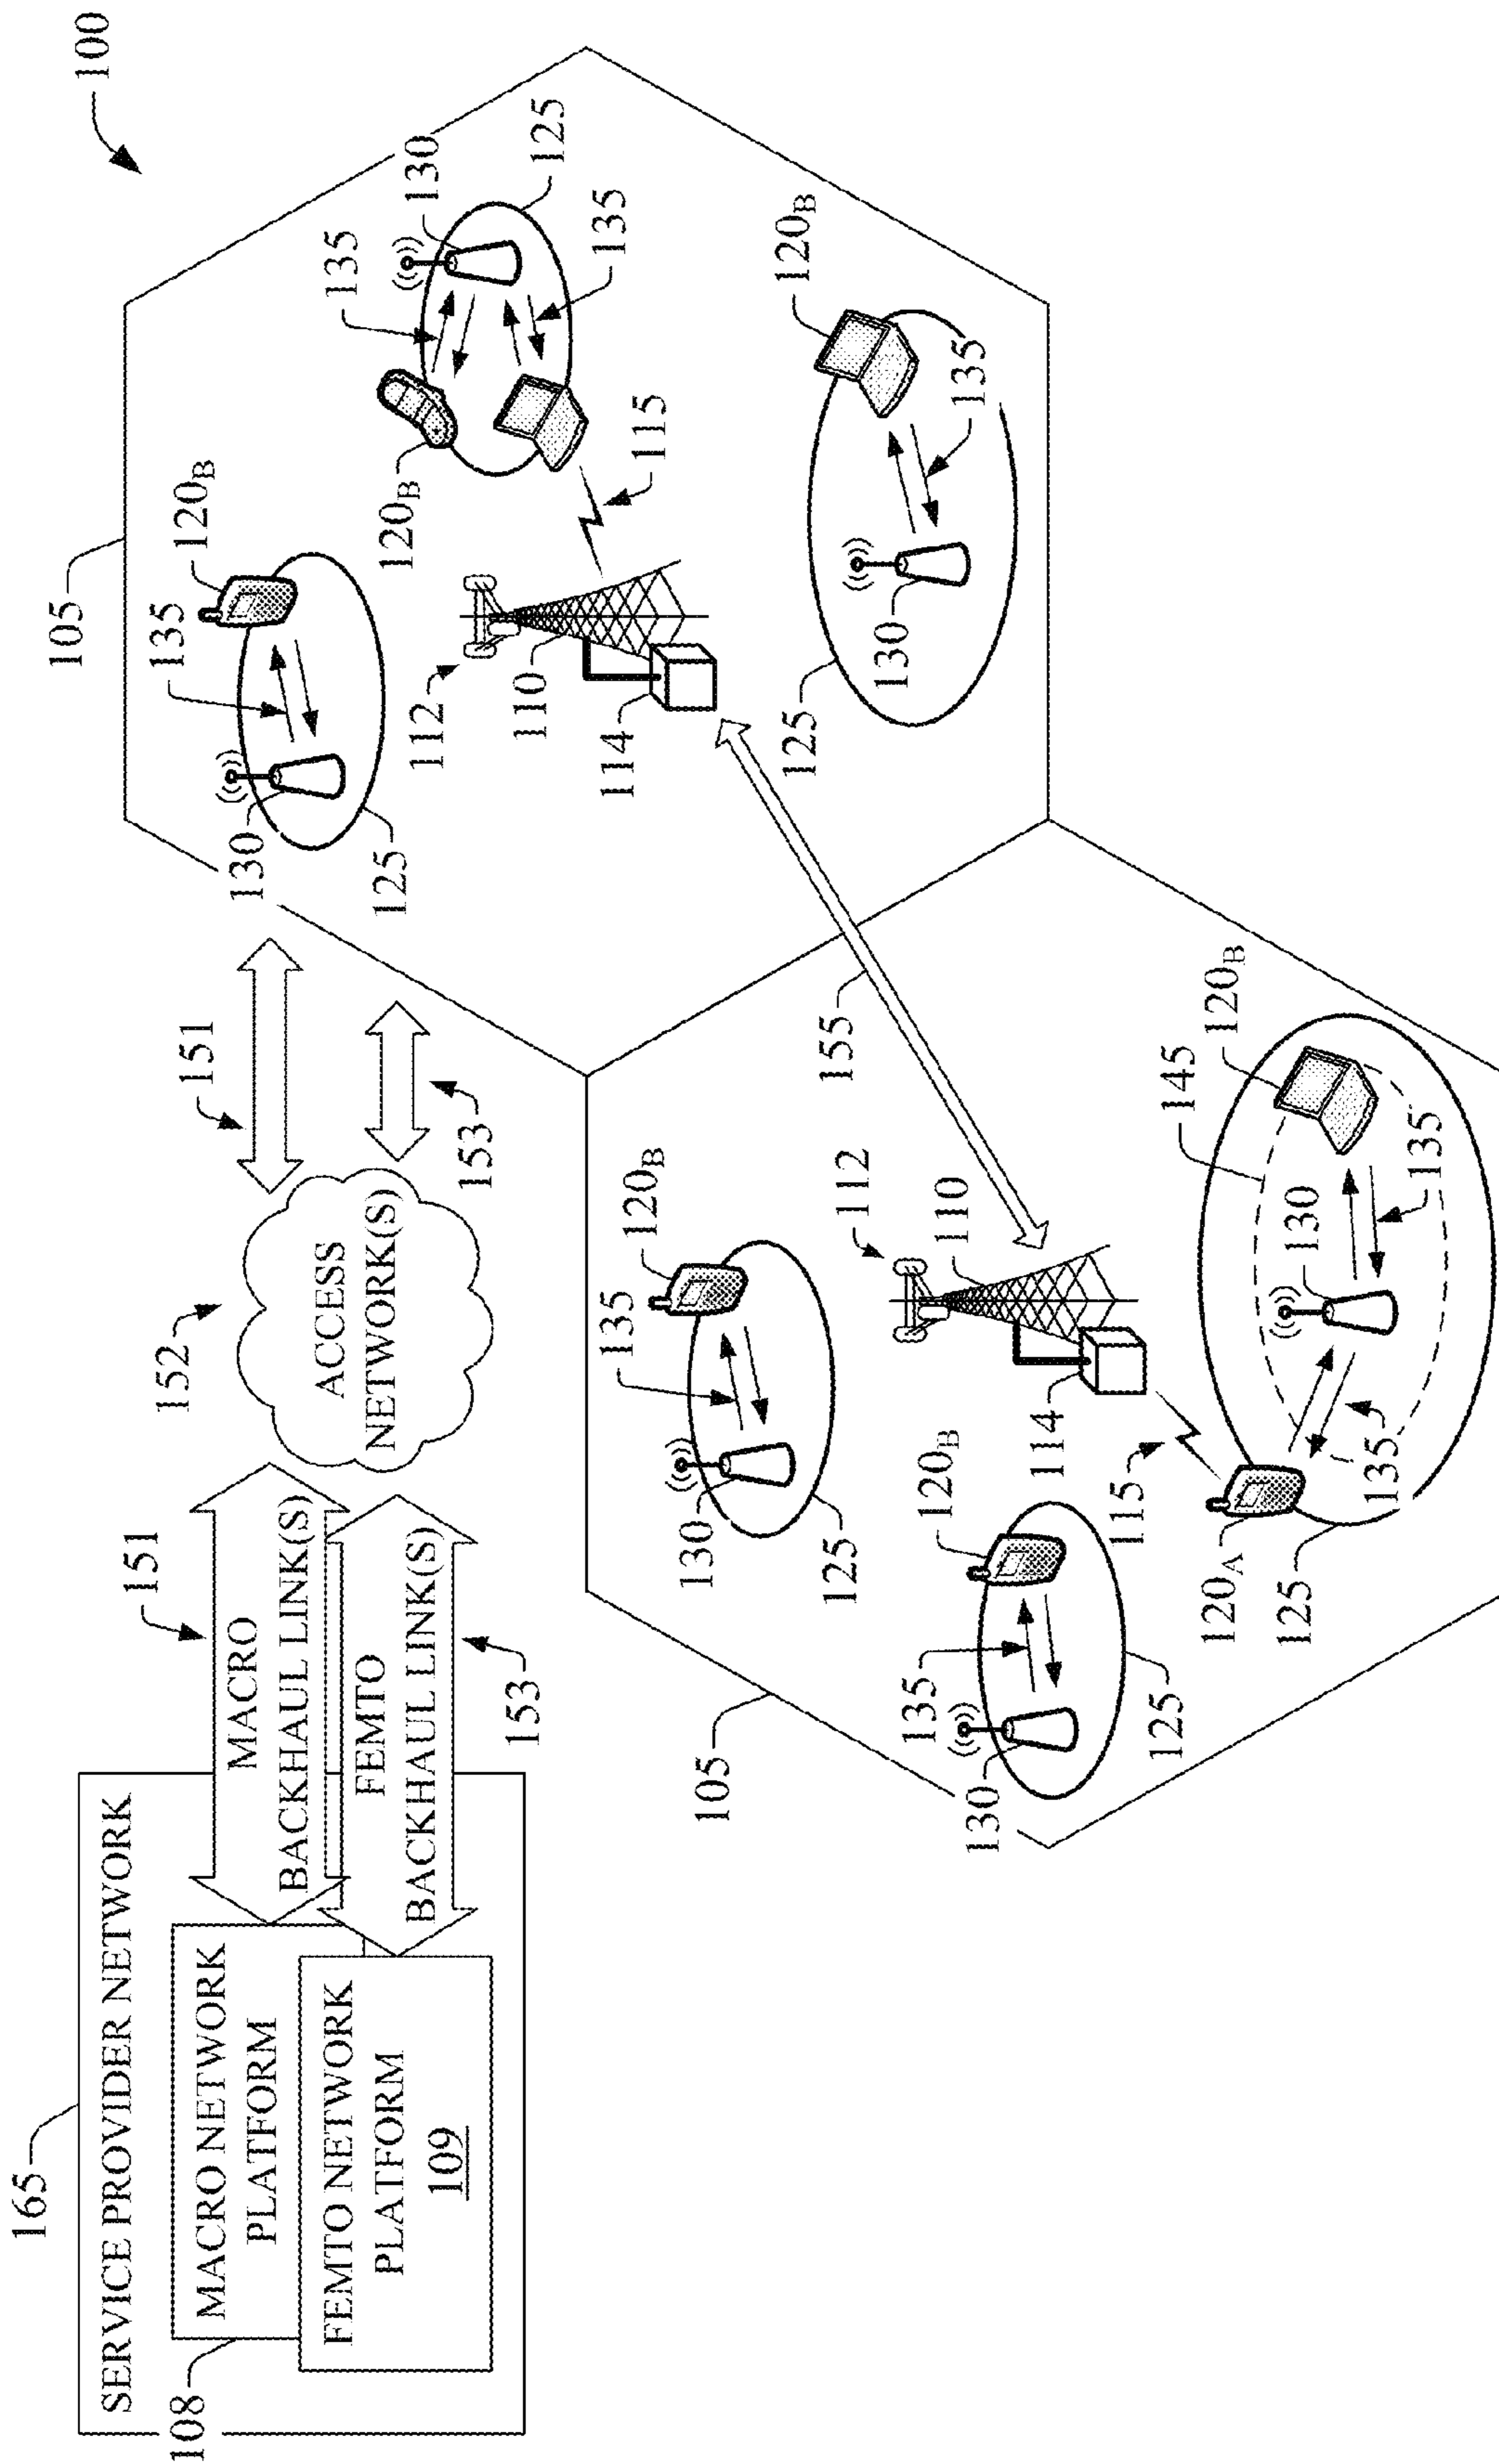 100
165
SERVICE PROVIDER NETWORK
108
MACRO NETWORK
PLATFORM
FEMTO NETWORK
PLATFORM
109
151
MACRO
BACKHAUL LINK(S)
FEMTO
BACKHAUL LINK(S)
153
152
ACCESS
NETWORK(S)
151
153
105
130
135
120B
125
112
110
114
120B
135
130
125
135
115
125
130
120B
135
155
105
130
135
120B
125
130
135
120B
125
112
110
114
115
120A
125
135
130
145
120B
135